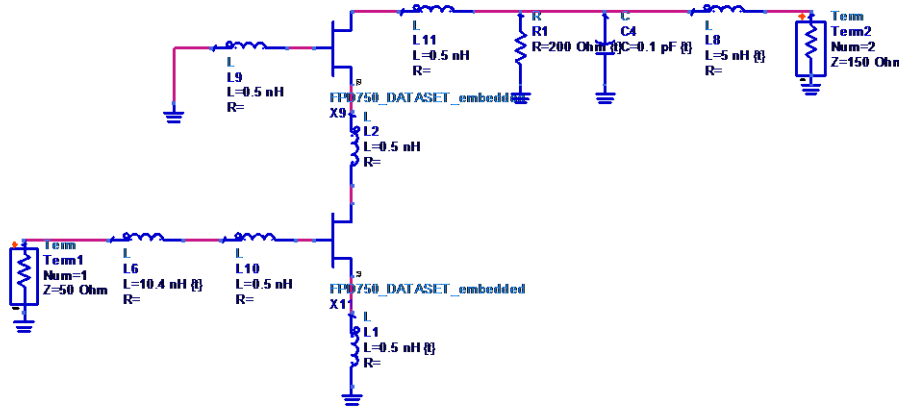 L
L9
L=0.5 nH
R=
L
L11
L=0.5 nH
R=
R
R1
R=200 Ohm {t}
C
C4
C=0.1 pF {t}
L
L8
L=5 nH {t}
R=
Term
Term2
Num=2
Z=150 Ohm
S
FPD750_DATASET_embedded
X9
L
L2
L=0.5 nH
R=
Term
Term1
Num=1
Z=50 Ohm
L
L6
L=10.4 nH {t}
R=
L
L10
L=0.5 nH
R=
S
FPD750_DATASET_embedded
X11
L
L1
L=0.5 nH {t}
R=